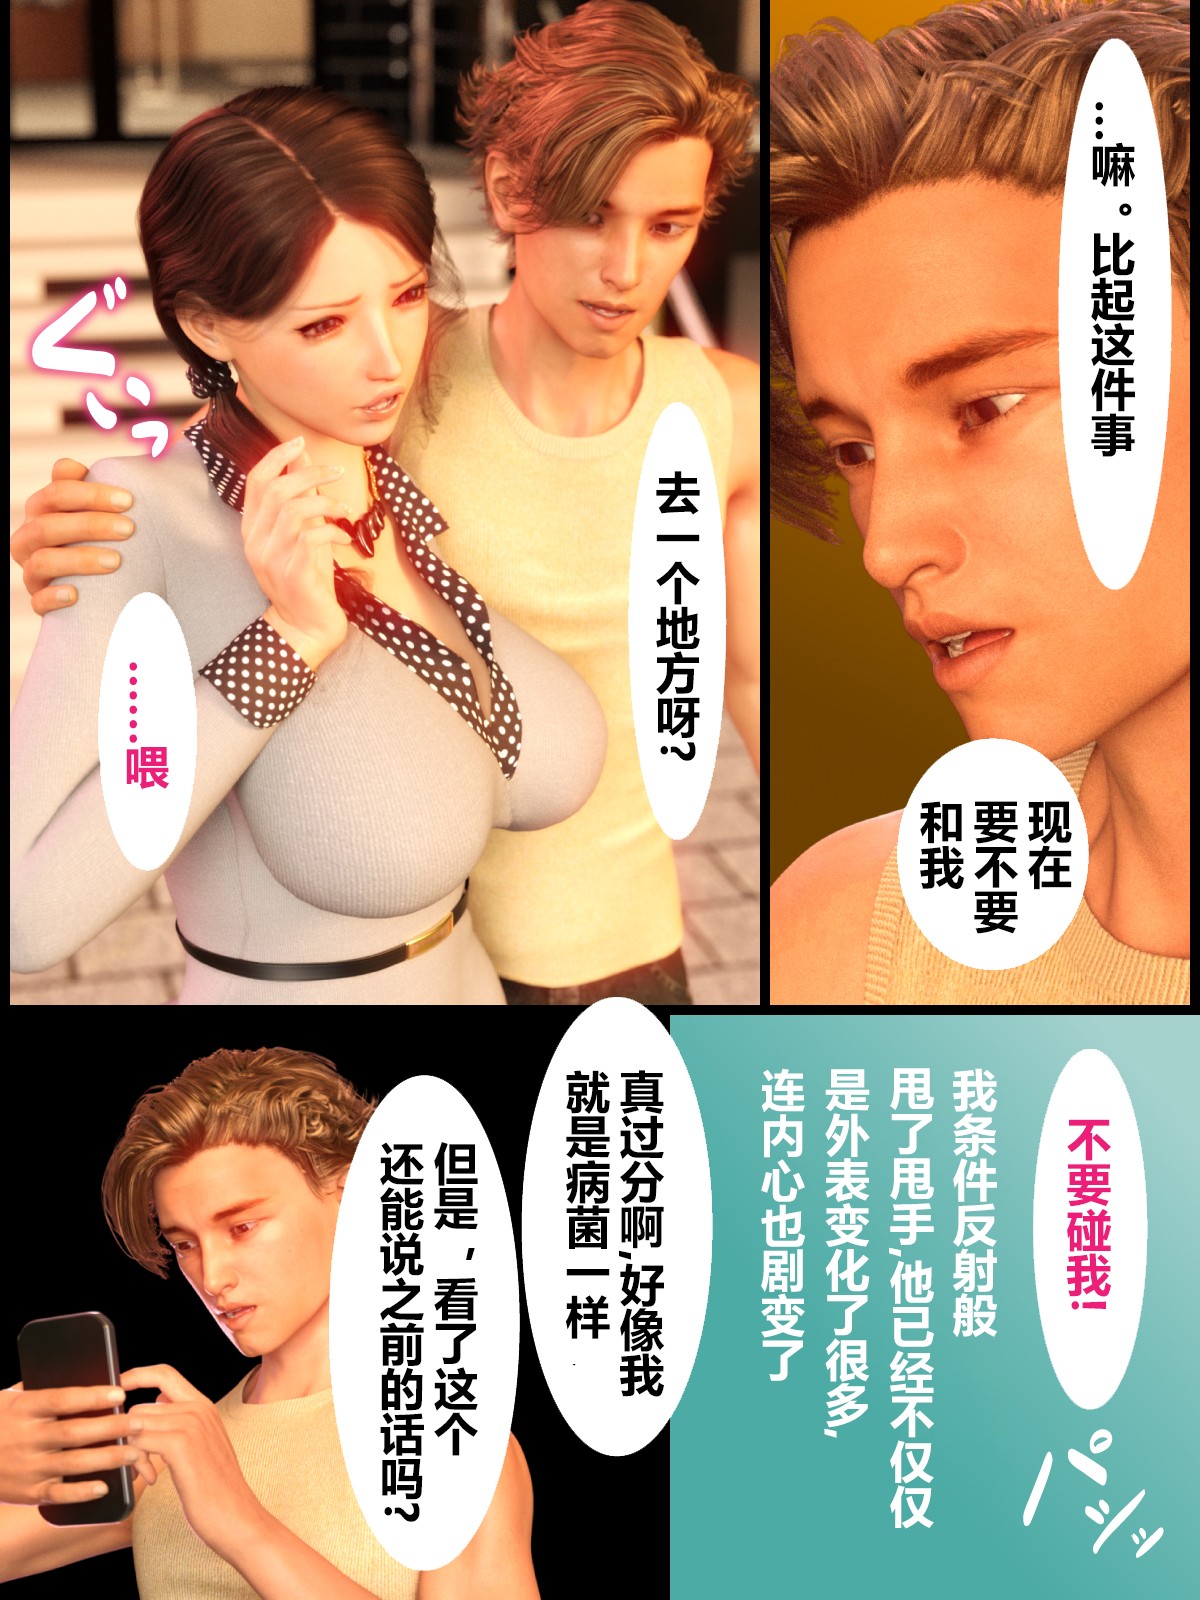 …嘛。比起这件事
现在
要不要
和我
去一个地方呀?
ぐいっ
………喂
不要碰我!
パシッ
我条件反射般
甩了甩手,他已经不仅仅
是外表变化了很多,
连内心也剧变了
真过分啊,好像我
就是病菌一样
但是，看了这个
还能说之前的话吗?